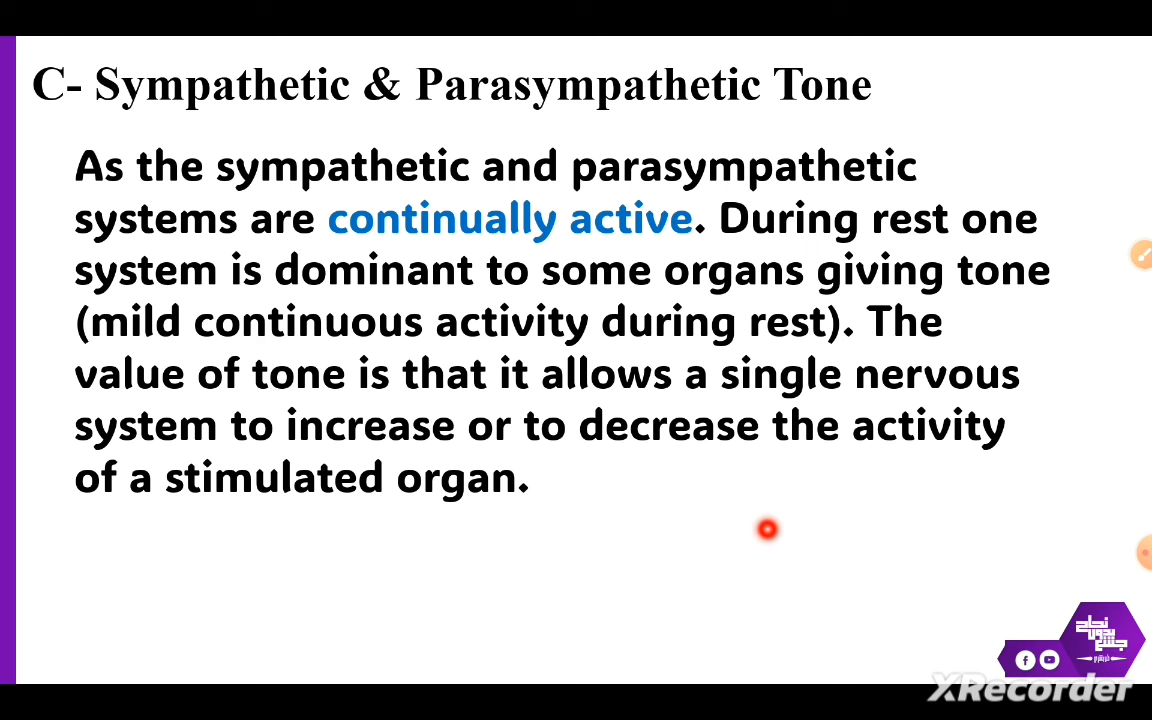 C- Sympathetic & Parasympathetic Tone
As the sympathetic and parasympathetic
systems are continually active. During rest one
system is dominant to some organs giving tone
(mild continuous activity during rest). The
value of tone is that it allows a single nervous
system to increase or to decrease the activity
of a stimulated organ.
نجاح
بدون
XRecorder